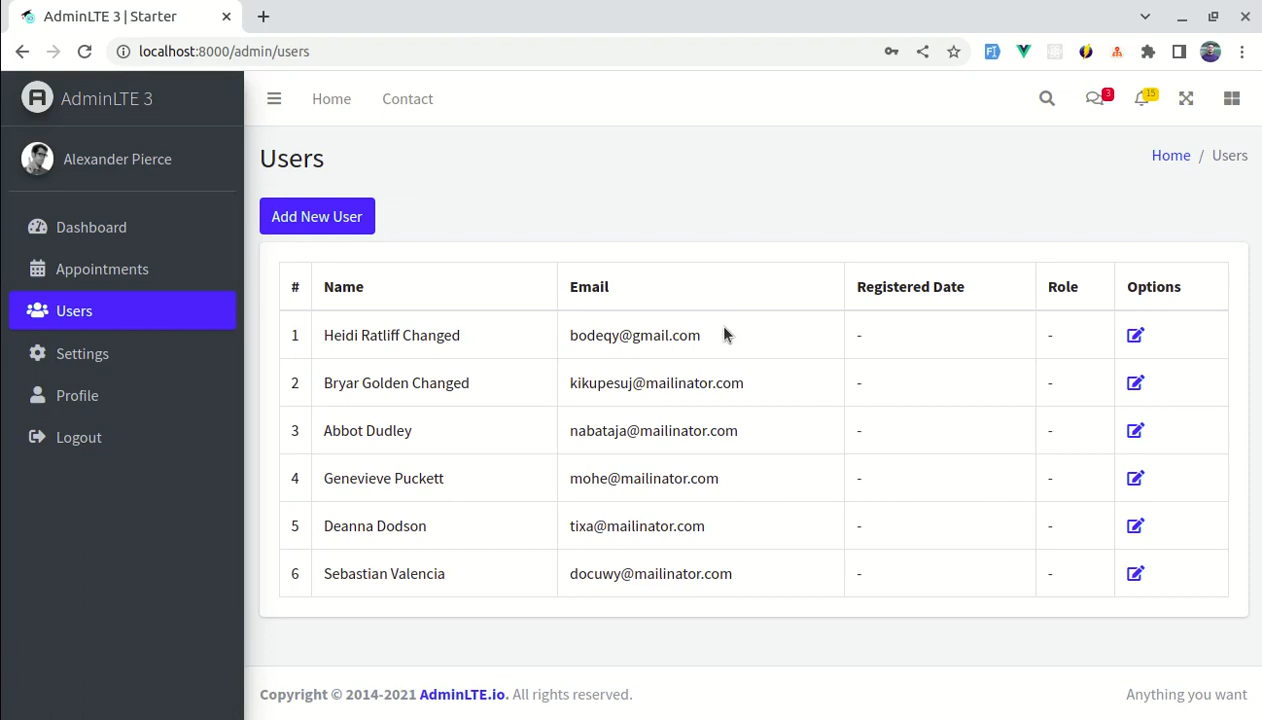 AdminLTE 3 | Starter
localhost:8000/admin/users
AdminLTE 3
Home Contact
3
15
Alexander Pierce
Users
Home / Users
Dashboard
Appointments
Users
Settings
Profile
Logout
Add New User
# Name Email Registered Date Role Options
1 Heidi Ratliff Changed bodeqy@gmail.com - -
2 Bryar Golden Changed kikupesuj@mailinator.com - -
3 Abbot Dudley nabataja@mailinator.com - -
4 Genevieve Puckett mohe@mailinator.com - -
5 Deanna Dodson tixa@mailinator.com - -
6 Sebastian Valencia docuwy@mailinator.com - -
Copyright © 2014-2021 AdminLTE.io. All rights reserved.
Anything you want